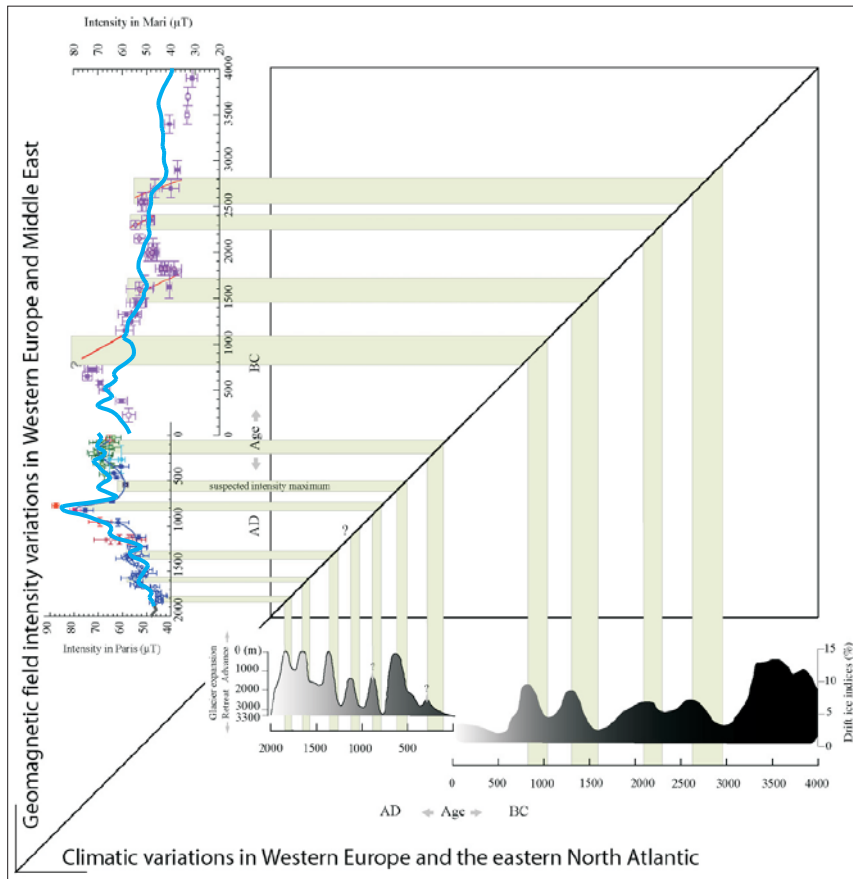 Intensity in Mari (µT)
80 70 60 50 40 30 20
4000
3500
3000
2500
2000
1500
1000
500
0
BC
Age
AD
?
0
500
1000
1500
2000
90 80 70 60 50 40
Intensity in Paris (µT)
Geomagnetic field intensity variations in Western Europe and Middle East
suspected intensity maximum
?
Glacier expansion
Retreat Advance
0 (m)
1000
2000
3000
3300
?
?
2000 1500 1000 500
15
10
5
0
Drift ice indices (%)
0 500 1000 1500 2000 2500 3000 3500 4000
AD Age BC
Climatic variations in Western Europe and the eastern North Atlantic